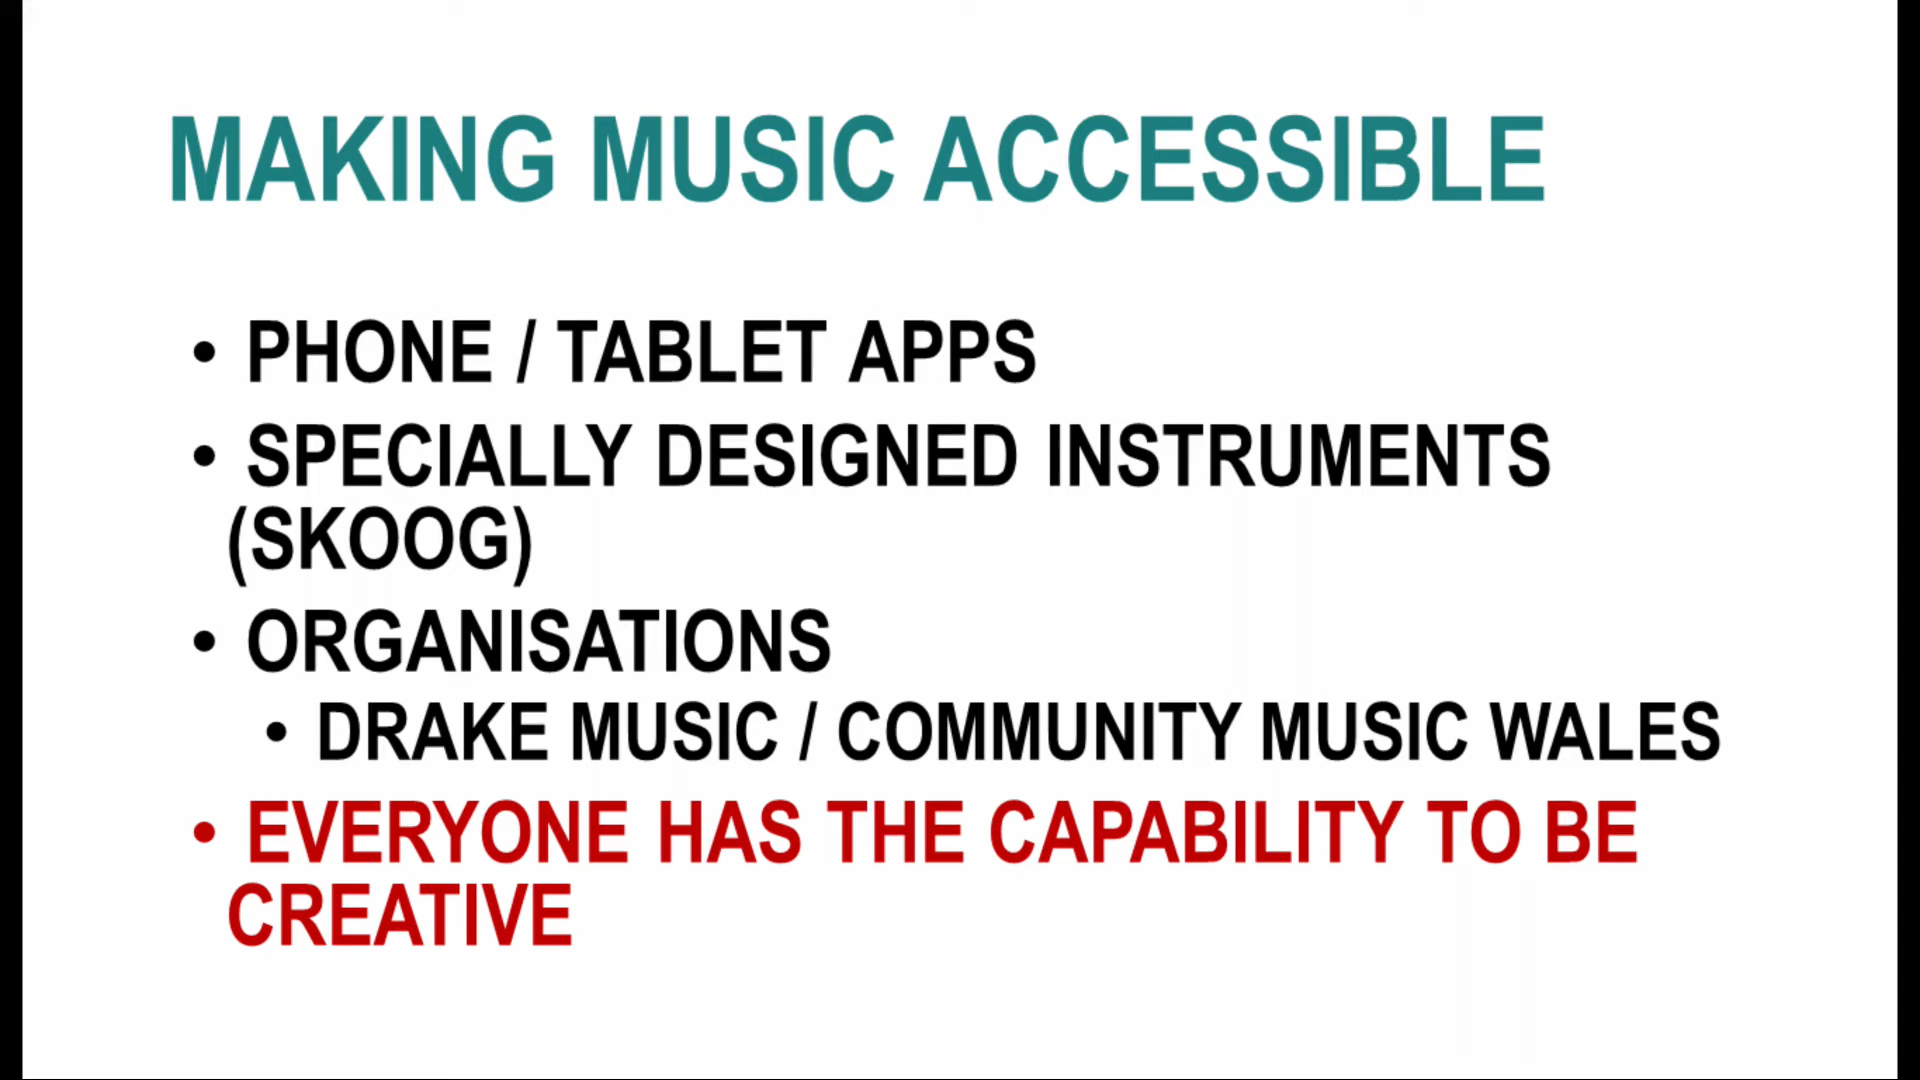 MAKING MUSIC ACCESSIBLE
• PHONE / TABLET APPS
• SPECIALLY DESIGNED INSTRUMENTS
(SKOOG)
• ORGANISATIONS
• DRAKE MUSIC / COMMUNITY MUSIC WALES
• EVERYONE HAS THE CAPABILITY TO BE
CREATIVE